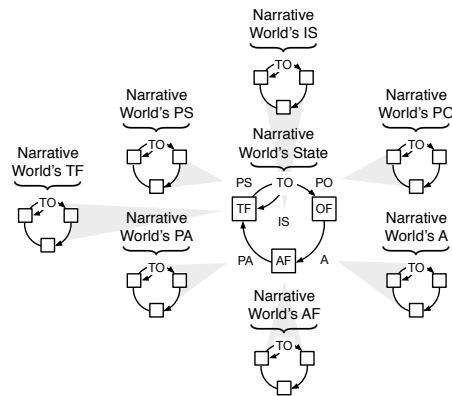 Narrative
World's IS
TO
Narrative
World's PS
TO
Narrative
World's PO
TO
Narrative
World's TF
TO
Narrative
World's State
PS
TO
PO
TF
OF
IS
PA
AF
A
Narrative
World's PA
TO
Narrative
World's A
TO
Narrative
World's AF
TO